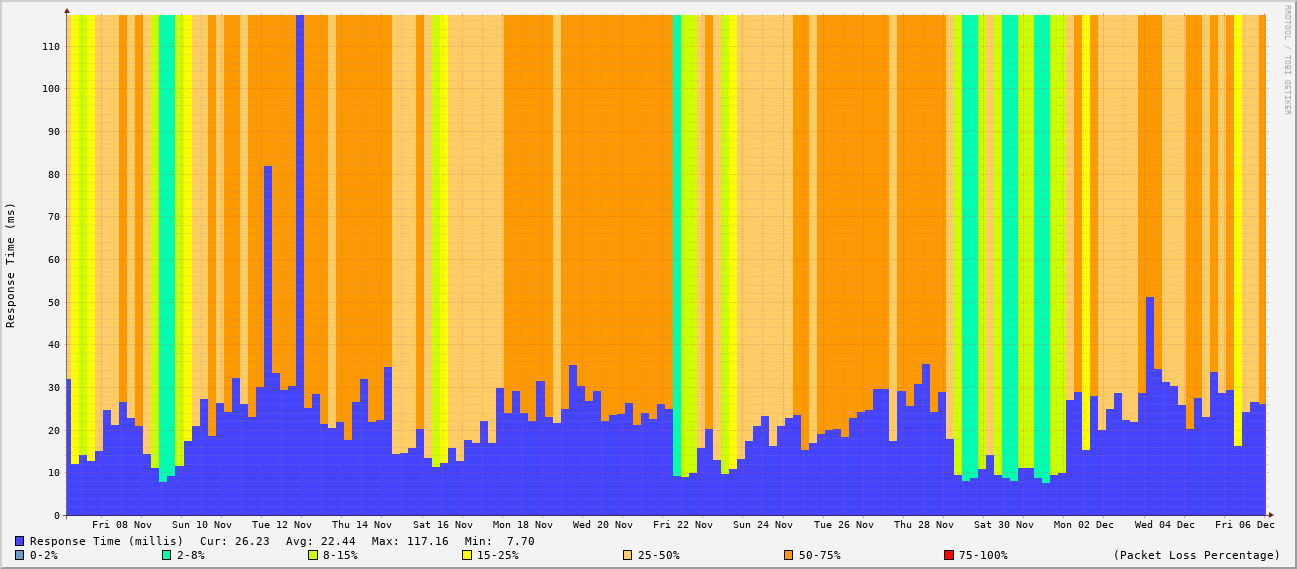 RRDTOOL / TOBI OETIKER
Response Time (ms)
110
100
90
80
70
60
50
40
30
20
10
0
Fri 08 Nov Sun 10 Nov Tue 12 Nov Thu 14 Nov Sat 16 Nov Mon 18 Nov Wed 20 Nov Fri 22 Nov Sun 24 Nov Tue 26 Nov Thu 28 Nov Sat 30 Nov Mon 02 Dec Wed 04 Dec Fri 06 Dec
Response Time (millis) Cur: 26.23 Avg: 22.44 Max: 117.16 Min: 7.70
0-2% 2-8% 8-15% 15-25% 25-50% 50-75% 75-100% (Packet Loss Percentage)